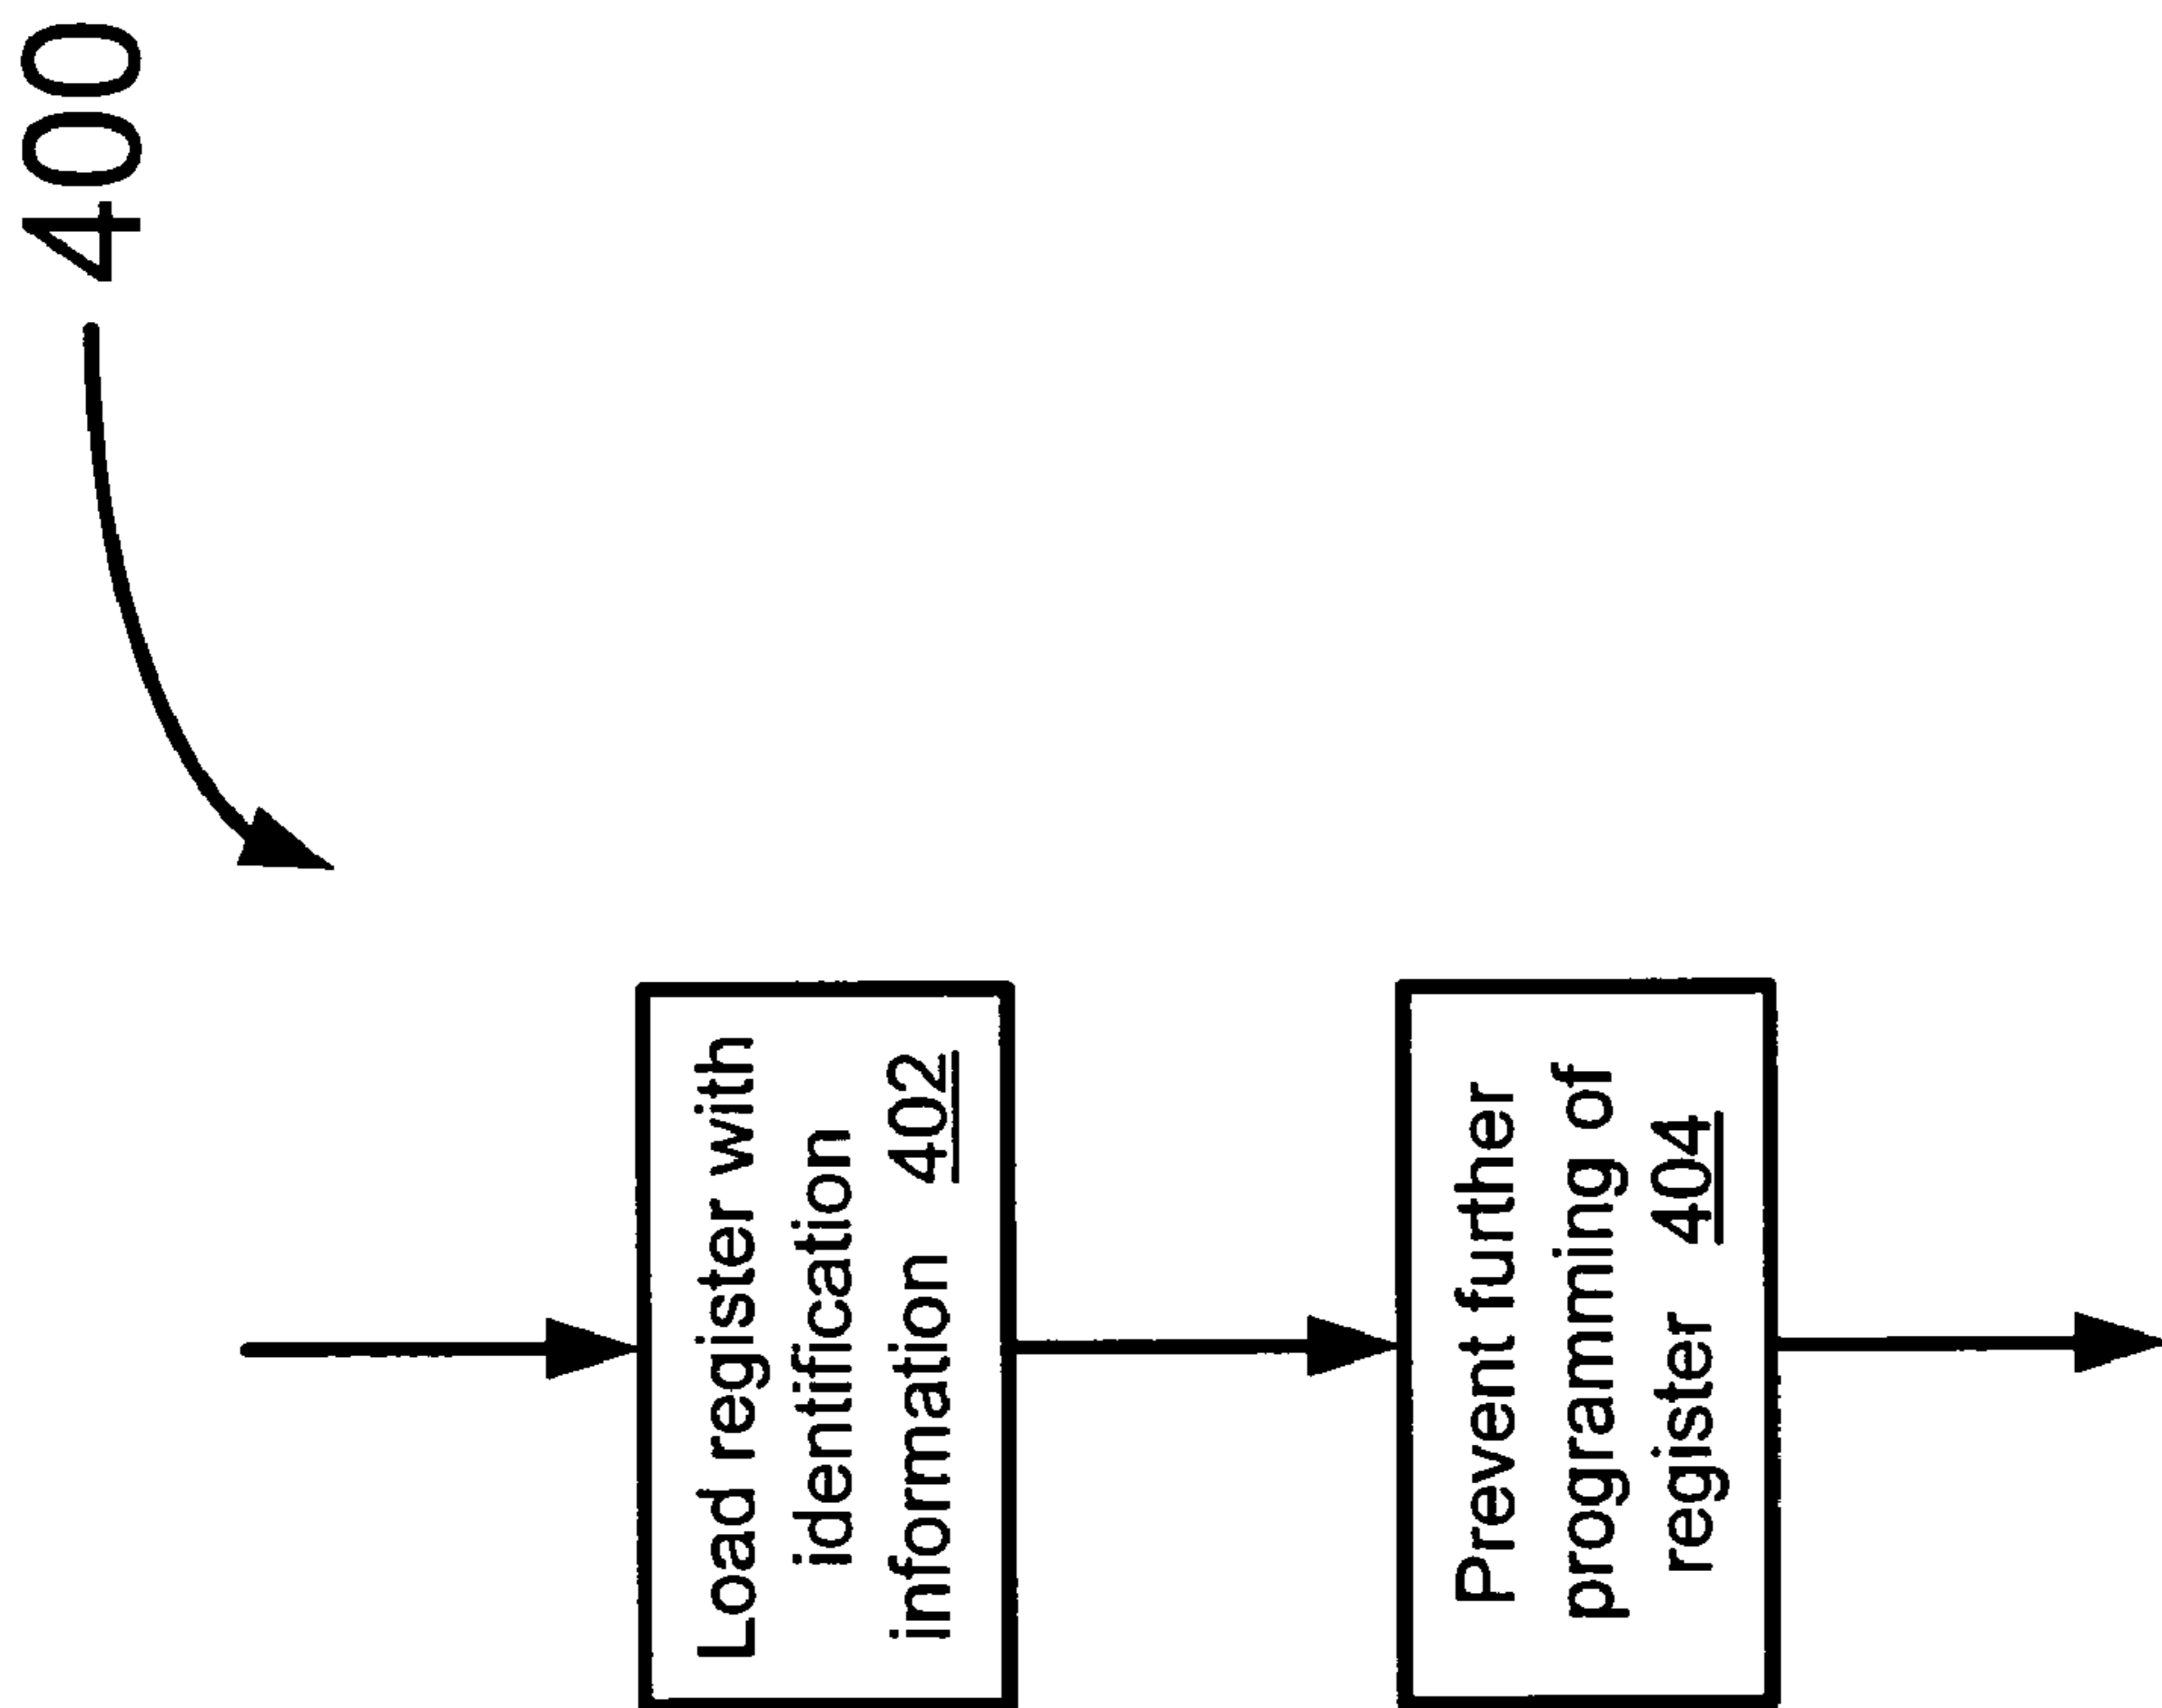 400
Load register with
identification
information 402
Prevent further
programming of
register 404